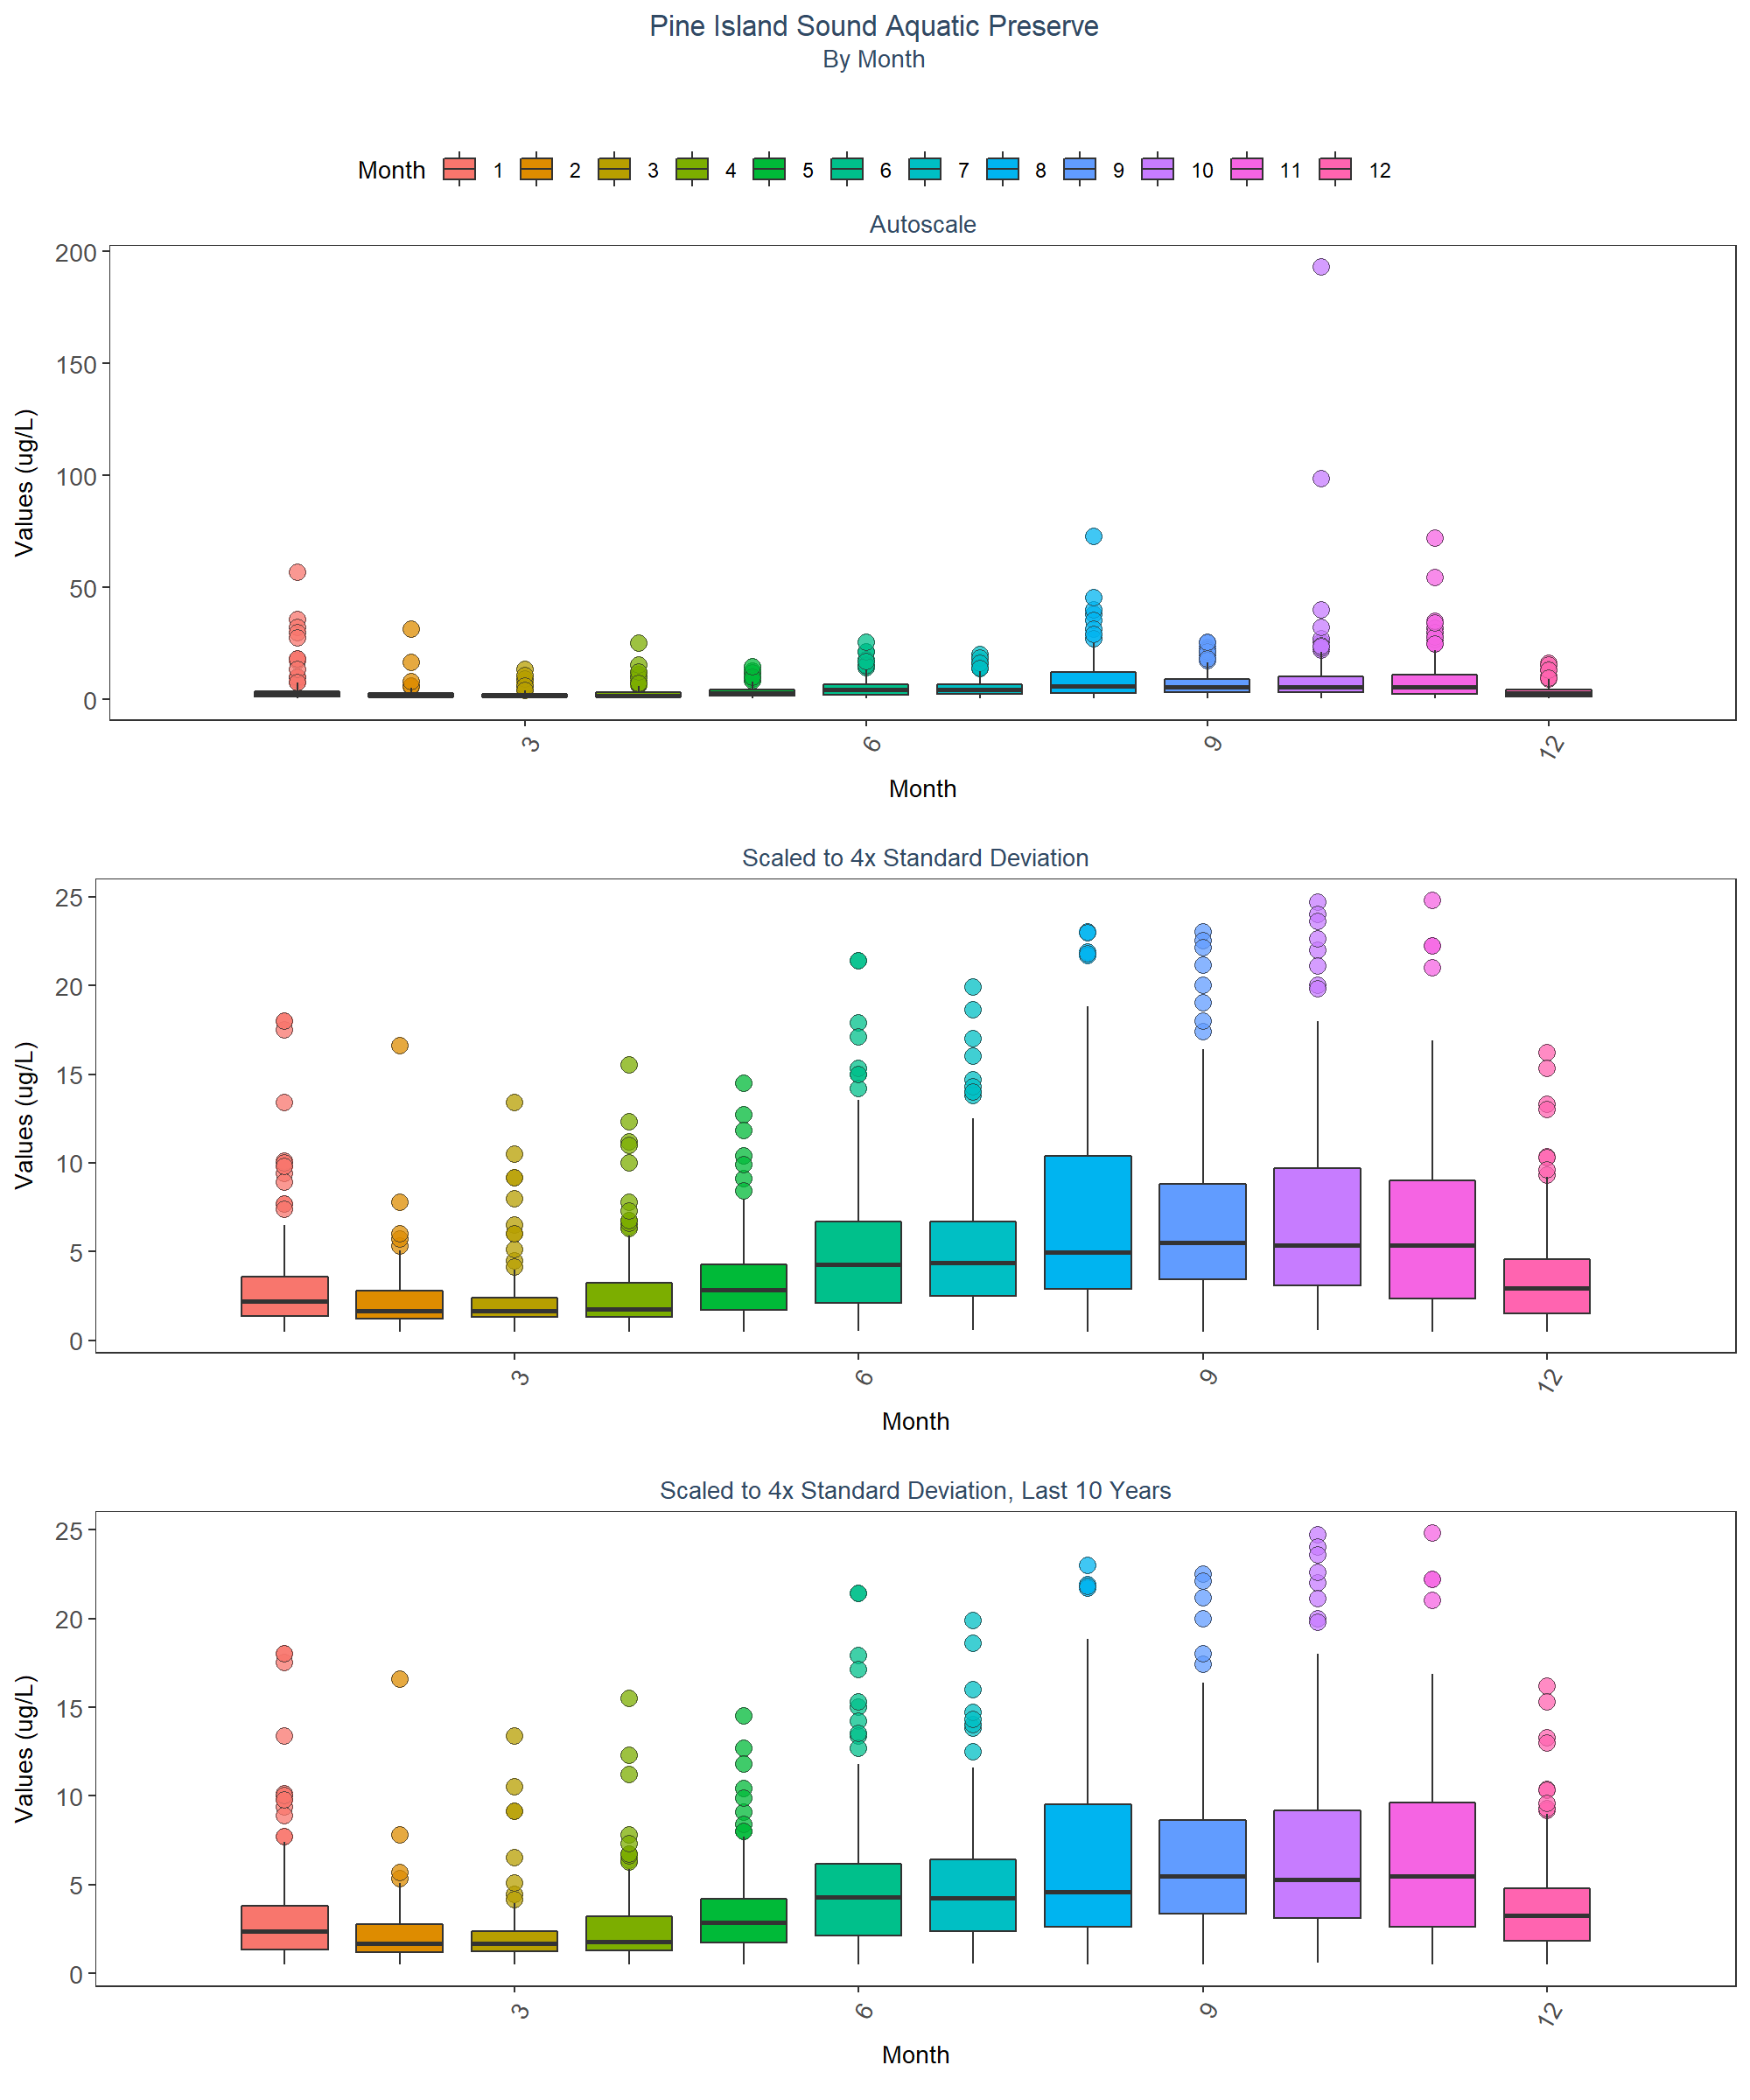 Pine Island Sound Aquatic Preserve
By Month
Month 1 2 3 4 5 6 7 8 9 10 11 12
Autoscale
200
150
100
50
0
Values (ug/L)
3 6 9 12
Month
Scaled to 4x Standard Deviation
25
20
15
10
5
0
Values (ug/L)
3 6 9 12
Month
Scaled to 4x Standard Deviation, Last 10 Years
25
20
15
10
5
0
Values (ug/L)
3 6 9 12
Month